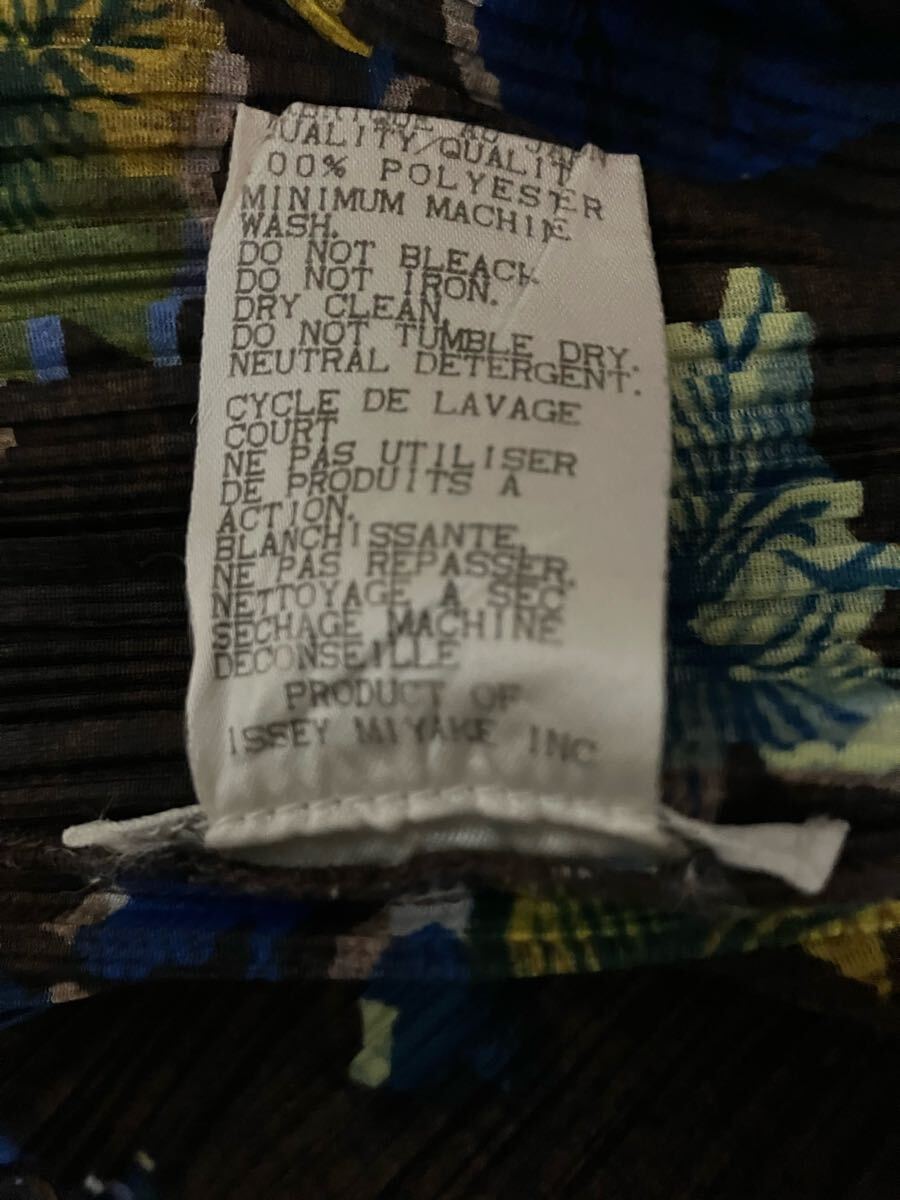 QUALITY/QUALIT
00% POLYESTER
MINIMUM MACHINE
WASH.
DO NOT BLEACH.
DO NOT IRON.
DRY CLEAN.
DO NOT TUMBLE DRY.
NEUTRAL DETERGENT.
CYCLE DE LAVAGE
COURT
NE PAS UTILISER
DE PRODUITS A
ACTION.
BLANCHISSANTE.
NE PAS REPASSER.
NETTOYAGE A SEC
SECHAGE MACHINE
DECONSEILLE
PRODUCT OF
ISSEY MIYAKE INC